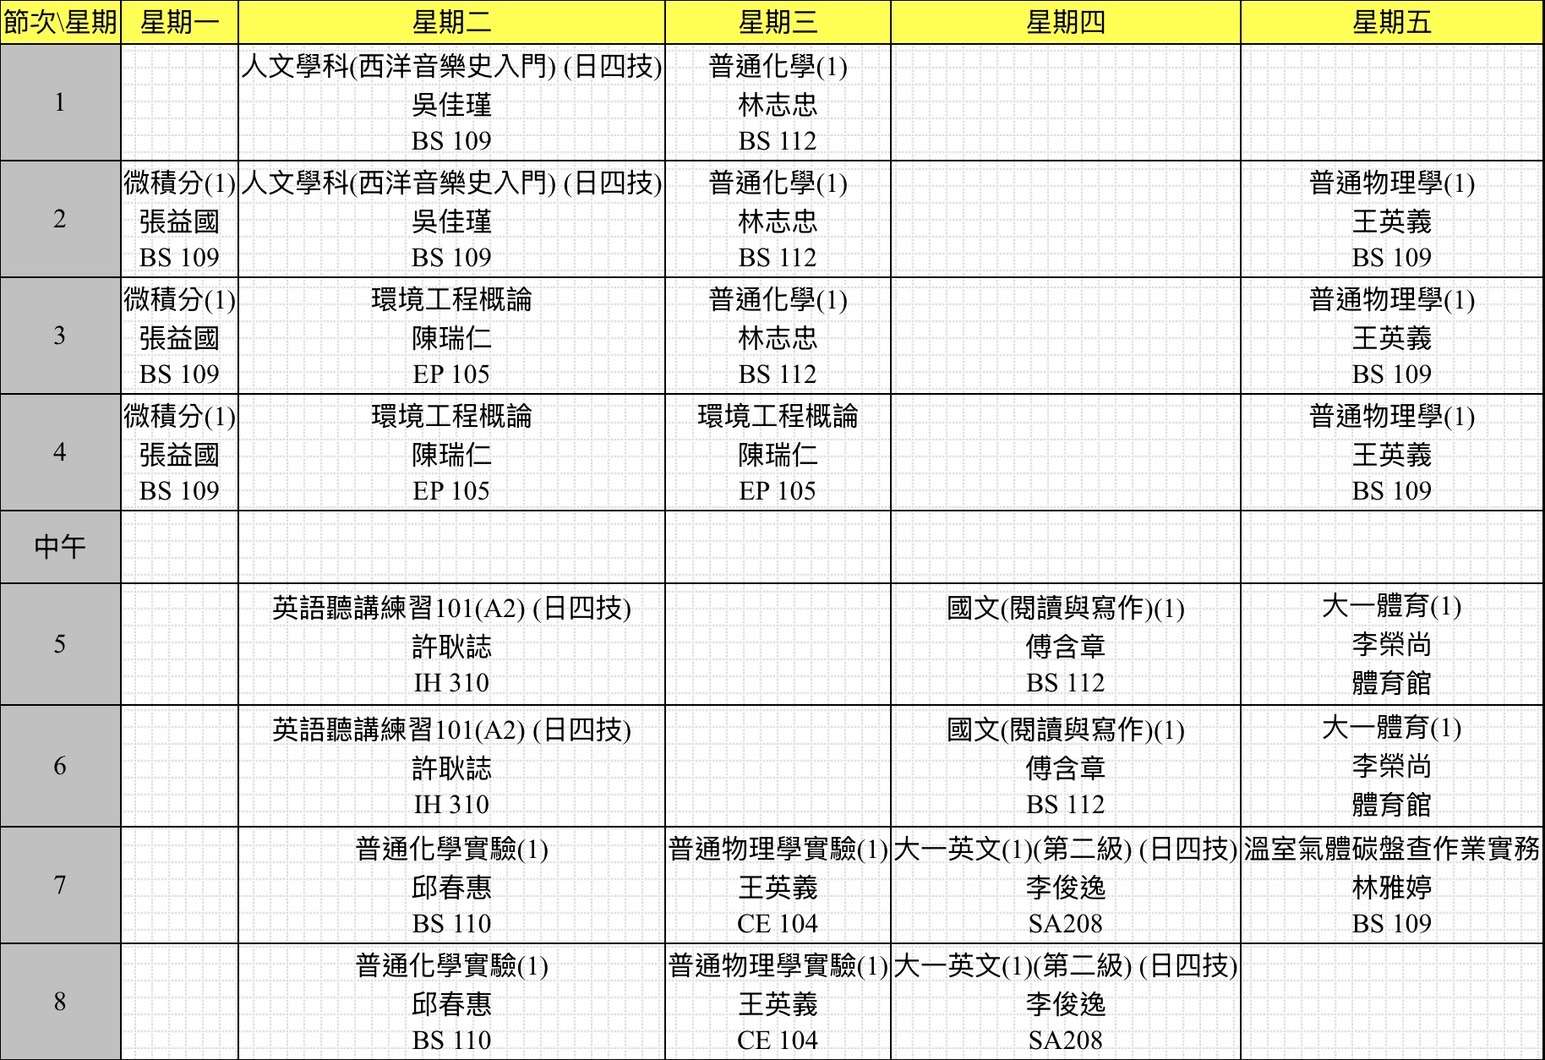 節次\星期 星期一 星期二 星期三 星期四 星期五
1
人文學科(西洋音樂史入門) (日四技)
吳佳瑾
BS 109
普通化學(1)
林志忠
BS 112
2
微積分(1)
張益國
BS 109
人文學科(西洋音樂史入門) (日四技)
吳佳瑾
BS 109
普通化學(1)
林志忠
BS 112
普通物理學(1)
王英義
BS 109
3
微積分(1)
張益國
BS 109
環境工程概論
陳瑞仁
EP 105
普通化學(1)
林志忠
BS 112
普通物理學(1)
王英義
BS 109
4
微積分(1)
張益國
BS 109
環境工程概論
陳瑞仁
EP 105
環境工程概論
陳瑞仁
EP 105
普通物理學(1)
王英義
BS 109
中午
5
英語聽講練習101(A2) (日四技)
許耿誌
IH 310
國文(閱讀與寫作)(1)
傅含章
BS 112
大一體育(1)
李榮尚
體育館
6
英語聽講練習101(A2) (日四技)
許耿誌
IH 310
國文(閱讀與寫作)(1)
傅含章
BS 112
大一體育(1)
李榮尚
體育館
7
普通化學實驗(1)
邱春惠
BS 110
普通物理學實驗(1)
王英義
CE 104
大一英文(1)(第二級) (日四技)
李俊逸
SA208
溫室氣體碳盤查作業實務
林雅婷
BS 109
8
普通化學實驗(1)
邱春惠
BS 110
普通物理學實驗(1)
王英義
CE 104
大一英文(1)(第二級) (日四技)
李俊逸
SA208